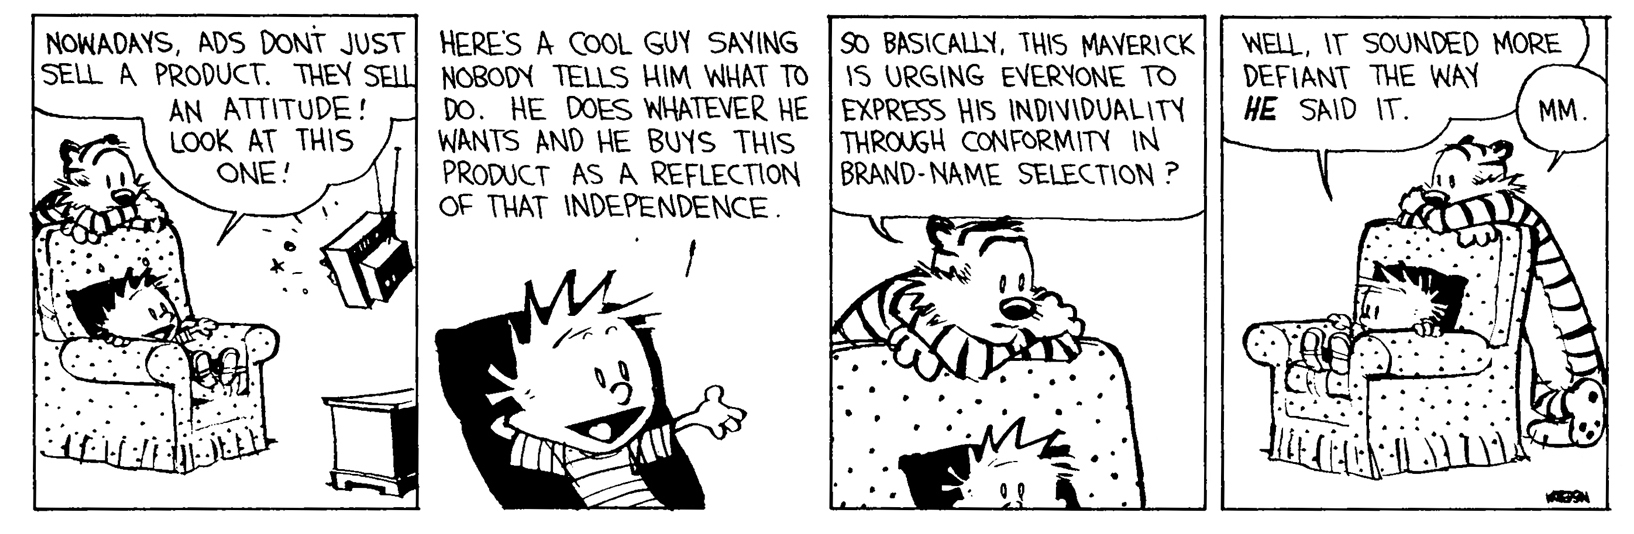 NOWADAYS, ADS DON'T JUST
SELL A PRODUCT. THEY SELL
AN ATTITUDE!
LOOK AT THIS
ONE!
HERE'S A COOL GUY SAYING
NOBODY TELLS HIM WHAT TO
DO. HE DOES WHATEVER HE
WANTS AND HE BUYS THIS
PRODUCT AS A REFLECTION
OF THAT INDEPENDENCE.
SO BASICALLY, THIS MAVERICK
IS URGING EVERYONE TO
EXPRESS HIS INDIVIDUALITY
THROUGH CONFORMITY IN
BRAND-NAME SELECTION?
WELL, IT SOUNDED MORE
DEFIANT THE WAY
HE SAID IT.
MM.
WATTERSON